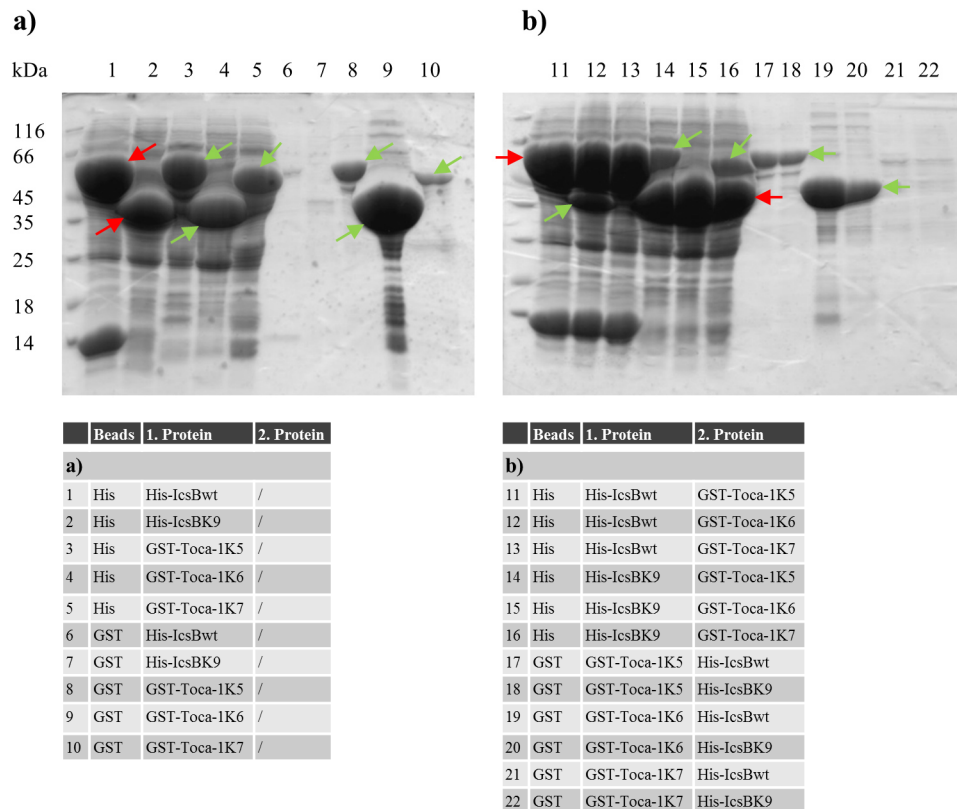 a)
b)
kDa 1 2 3 4 5 6 7 8 9 10
11 12 13 14 15 16 17 18 19 20 21 22
116
66
45
35
25
18
14
Beads 1. Protein 2. Protein
a)
1 His His-IcsBwt /
2 His His-IcsBK9 /
3 His GST-Toca-1K5 /
4 His GST-Toca-1K6 /
5 His GST-Toca-1K7 /
6 GST His-IcsBwt /
7 GST His-IcsBK9 /
8 GST GST-Toca-1K5 /
9 GST GST-Toca-1K6 /
10 GST GST-Toca-1K7 /
Beads 1. Protein 2. Protein
b)
11 His His-IcsBwt GST-Toca-1K5
12 His His-IcsBwt GST-Toca-1K6
13 His His-IcsBwt GST-Toca-1K7
14 His His-IcsBK9 GST-Toca-1K5
15 His His-IcsBK9 GST-Toca-1K6
16 His His-IcsBK9 GST-Toca-1K7
17 GST GST-Toca-1K5 His-IcsBwt
18 GST GST-Toca-1K5 His-IcsBK9
19 GST GST-Toca-1K6 His-IcsBwt
20 GST GST-Toca-1K6 His-IcsBK9
21 GST GST-Toca-1K7 His-IcsBwt
22 GST GST-Toca-1K7 His-IcsBK9